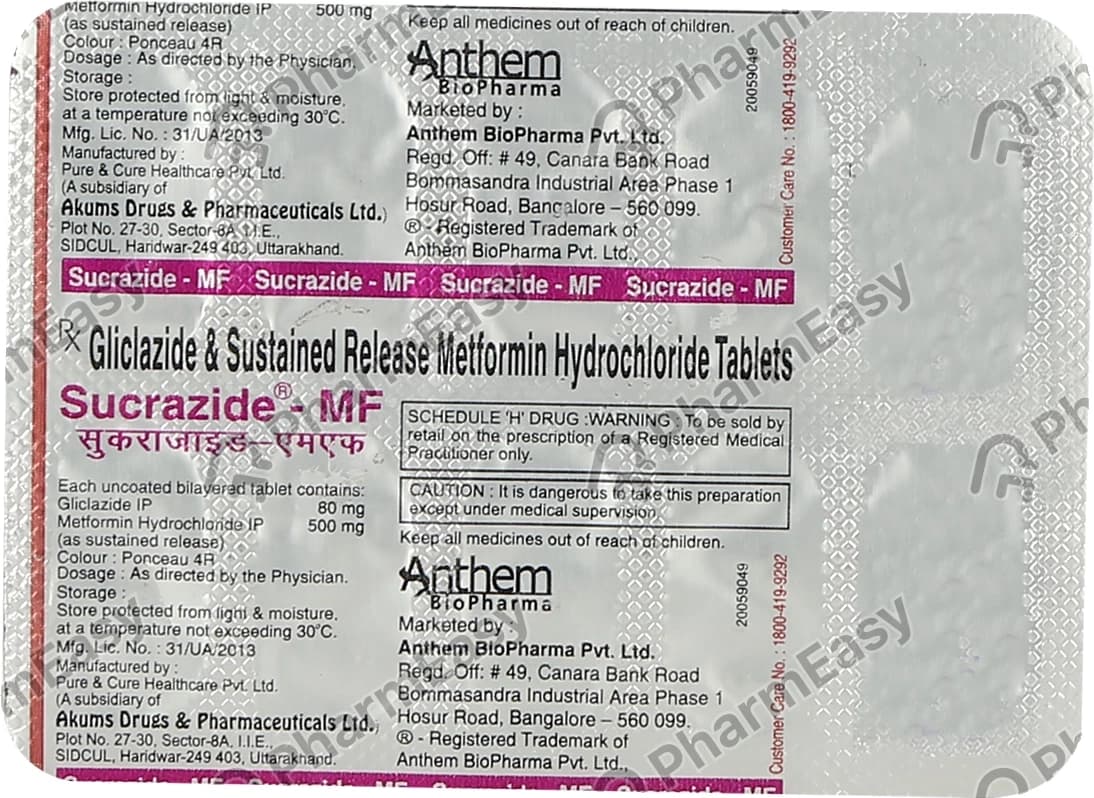 Metformin Hydrochloride IP 500 mg
(as sustained release)
Colour : Ponceau 4R
Dosage : As directed by the Physician.
Storage :
Store protected from light & moisture,
at a temperature not exceeding 30°C.
Mfg. Lic. No. : 31/UA/2013
Manufactured by :
Pure & Cure Healthcare Pvt. Ltd.
(A subsidiary of
Akums Drugs & Pharmaceuticals Ltd.)
Plot No. 27-30, Sector-8A, I.I.E.,
SIDCUL, Haridwar-249 403, Uttarakhand.
Keep all medicines out of reach of children.
Anthem
BioPharma
Marketed by :
Anthem BioPharma Pvt. Ltd.
Regd. Off: # 49, Canara Bank Road
Bommasandra Industrial Area Phase 1
Hosur Road, Bangalore – 560 099.
® - Registered Trademark of
Anthem BioPharma Pvt. Ltd.,
20059049
Customer Care No. : 1800-419-9292
Sucrazide - MF Sucrazide - MF Sucrazide - MF Sucrazide - MF
Rx Gliclazide & Sustained Release Metformin Hydrochloride Tablets
Sucrazide® - MF
सुकराजाइड-एमएफ
SCHEDULE 'H' DRUG :WARNING : To be sold by
retail on the prescription of a Registered Medical
Practitioner only.
CAUTION : It is dangerous to take this preparation
except under medical supervision.
Each uncoated bilayered tablet contains:
Gliclazide IP 80 mg
Metformin Hydrochloride IP 500 mg
(as sustained release)
Colour : Ponceau 4R
Dosage : As directed by the Physician.
Storage :
Store protected from light & moisture,
at a temperature not exceeding 30°C.
Mfg. Lic. No. : 31/UA/2013
Manufactured by :
Pure & Cure Healthcare Pvt. Ltd.
(A subsidiary of
Akums Drugs & Pharmaceuticals Ltd.)
Plot No. 27-30, Sector-8A, I.I.E.,
SIDCUL, Haridwar-249 403, Uttarakhand.
Keep all medicines out of reach of children.
Anthem
BioPharma
Marketed by :
Anthem BioPharma Pvt. Ltd.
Regd. Off: # 49, Canara Bank Road
Bommasandra Industrial Area Phase 1
Hosur Road, Bangalore – 560 099.
® - Registered Trademark of
Anthem BioPharma Pvt. Ltd.,
20059049
Customer Care No. : 1800-419-9292
PharmEasy